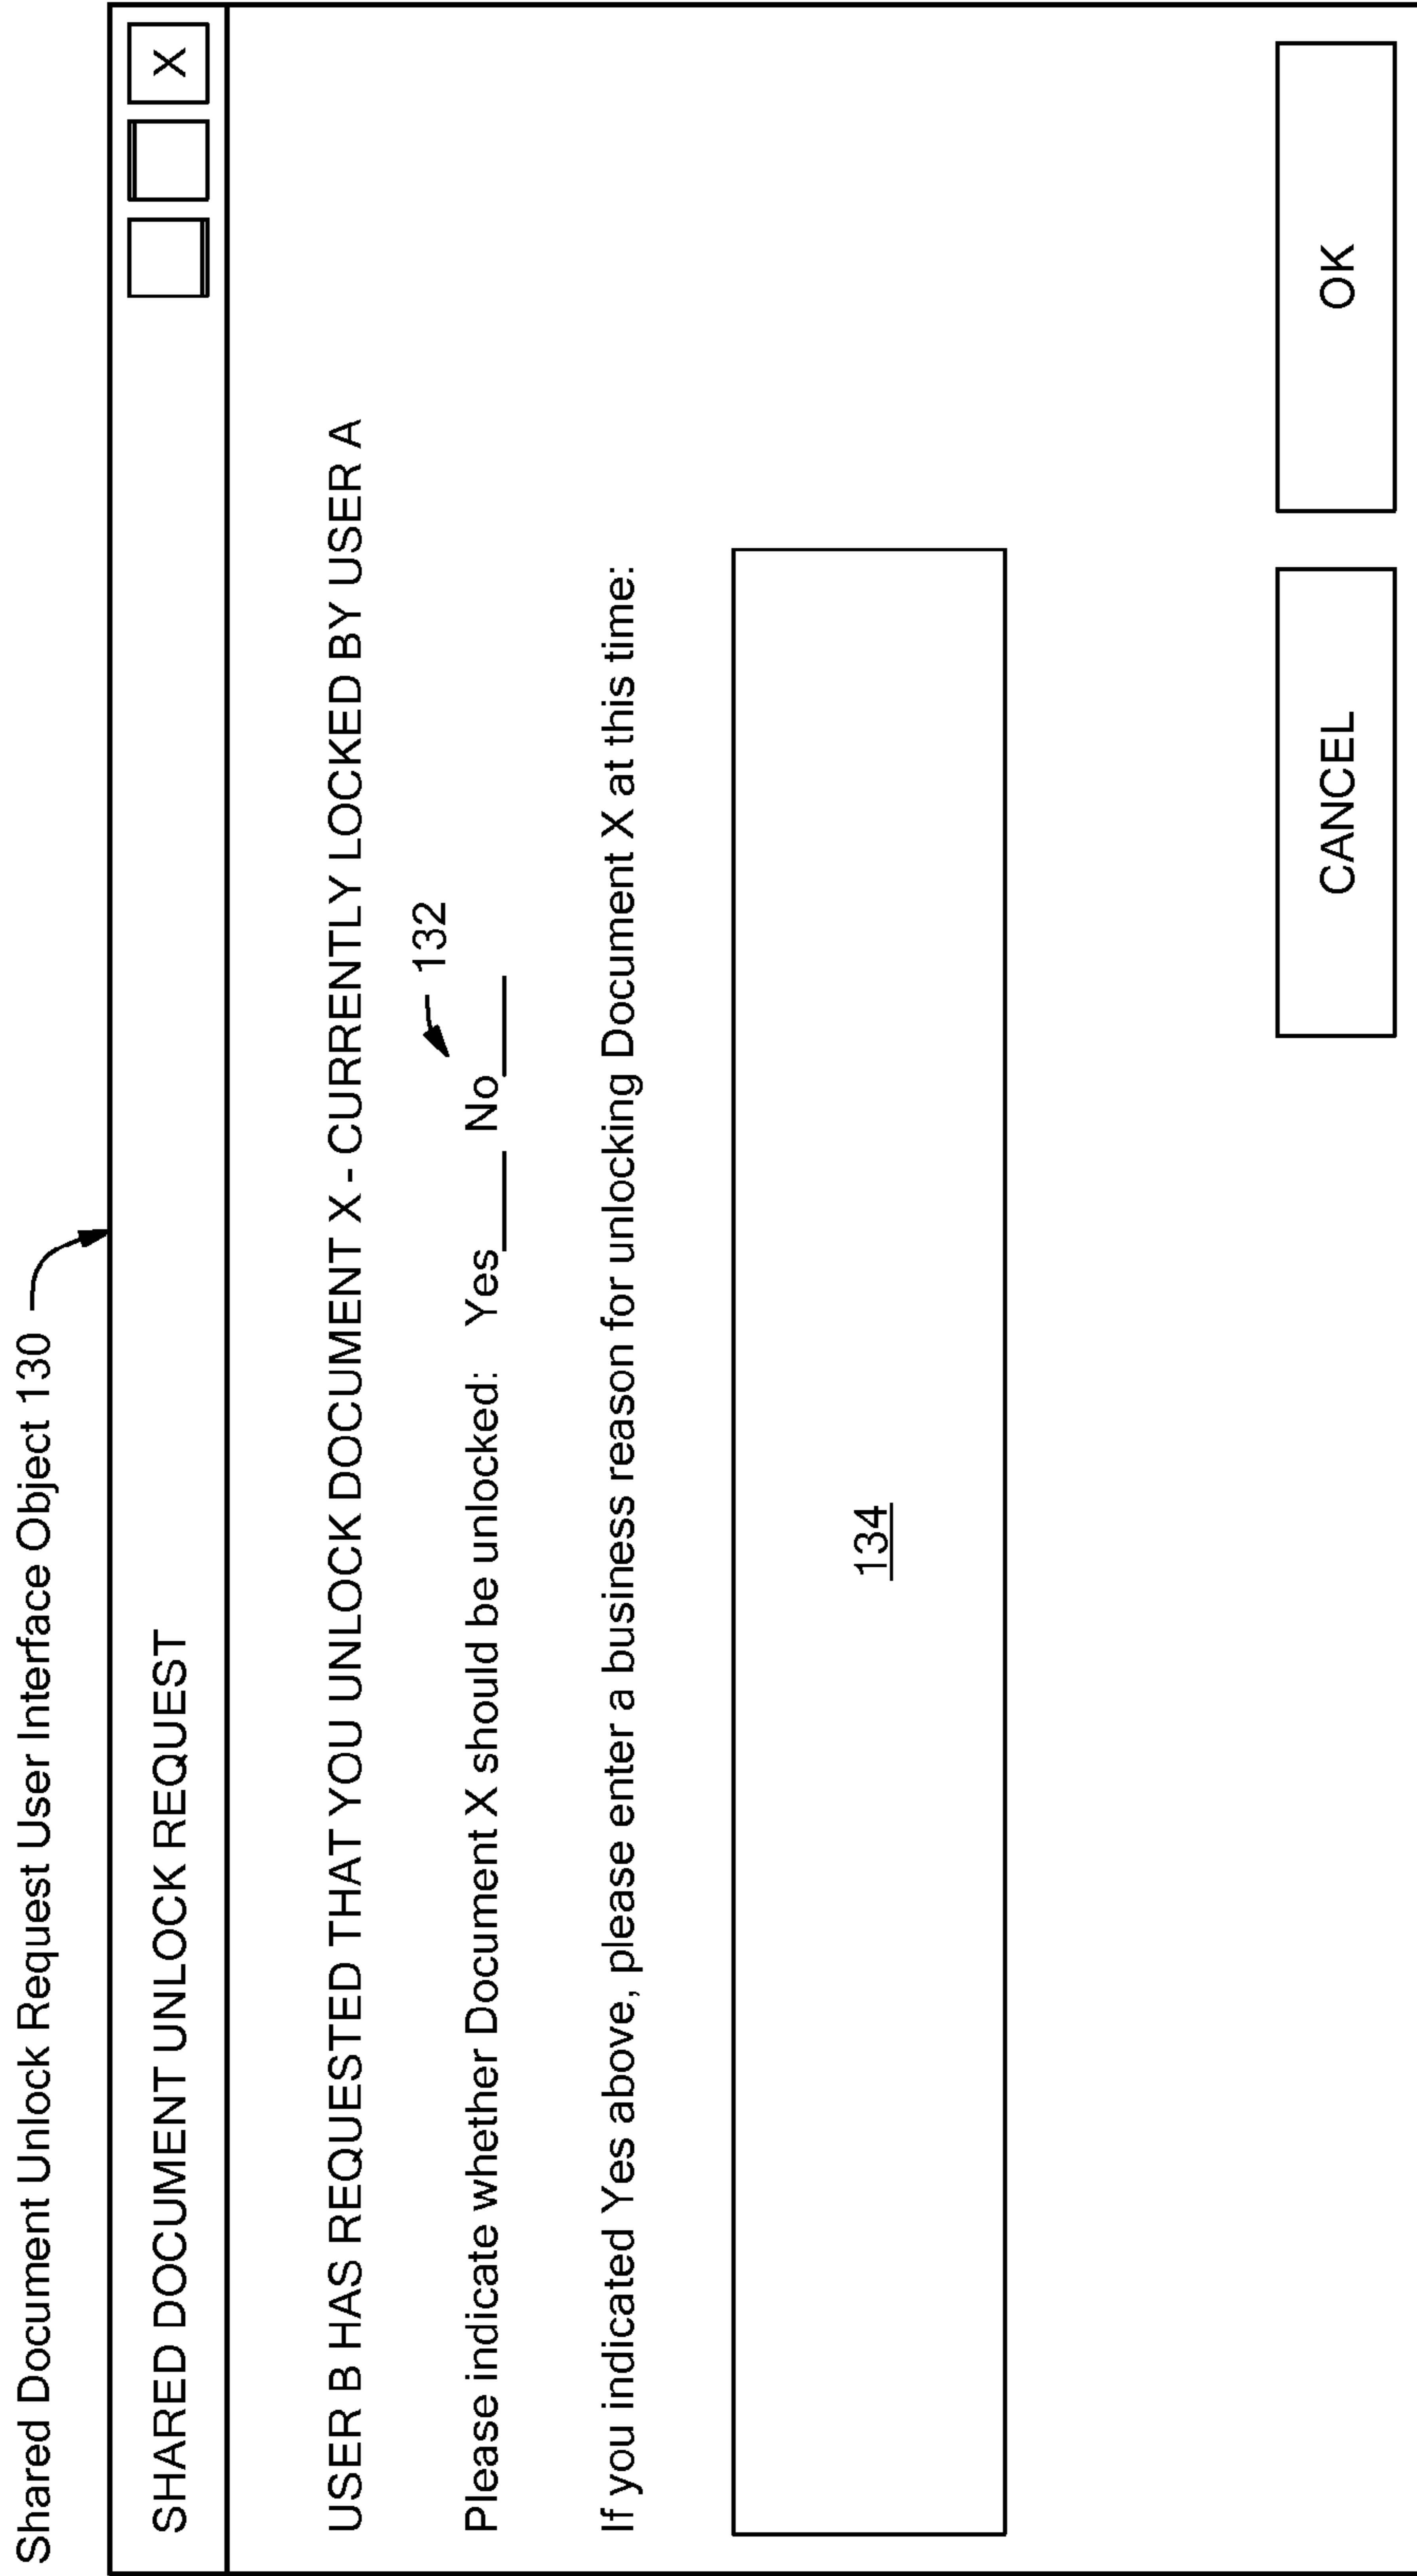 Shared Document Unlock Request User Interface Object 130
SHARED DOCUMENT UNLOCK REQUEST
X
USER B HAS REQUESTED THAT YOU UNLOCK DOCUMENT X - CURRENTLY LOCKED BY USER A
132
Please indicate whether Document X should be unlocked: Yes____ No____
If you indicated Yes above, please enter a business reason for unlocking Document X at this time:
134
CANCEL
OK